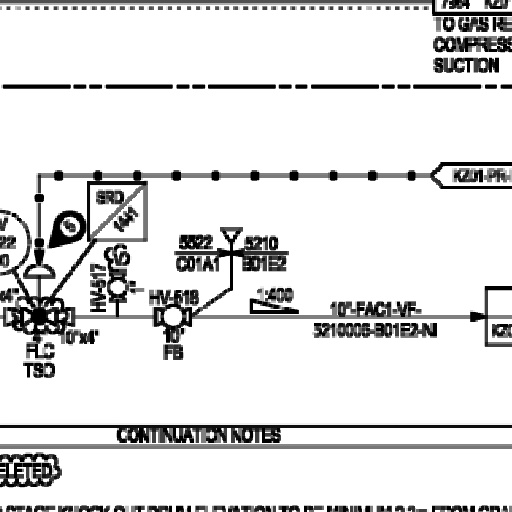 7964 KZ0
TO GAS RE
COMPRESS
SUCTION
KZ01-PR-
SRD
1441
6
V
22
0
5522 5210
C01A1 B01E2
HV-517
1"
HV-518
1:400
10"-FAC1-VF-
5210006-B01E2-NI
KZ0
x4"
10"x4"
10"
FB
FLC
TSO
CONTINUATION NOTES
ELETED